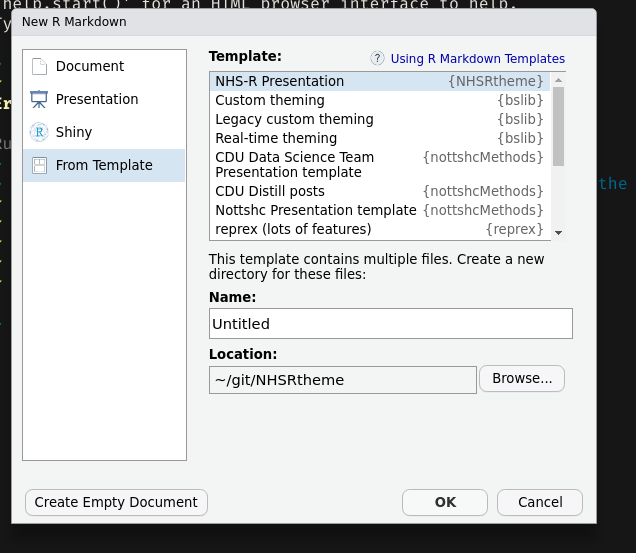 help.start()' for an HTML browser interface to help.
New R Markdown
Ty
Document
Presentation
Shiny
From Template
Template:
? Using R Markdown Templates
NHS-R Presentation {NHSRtheme}
Custom theming {bslib}
Legacy custom theming {bslib}
Real-time theming {bslib}
CDU Data Science Team {nottshcMethods}
Presentation template
CDU Distill posts {nottshcMethods}
Nottshc Presentation template {nottshcMethods}
reprex (lots of features) {reprex}
Er
Ru
the
This template contains multiple files. Create a new
directory for these files:
Name:
Untitled
Location:
~/git/NHSRtheme
Browse...
Create Empty Document
OK
Cancel